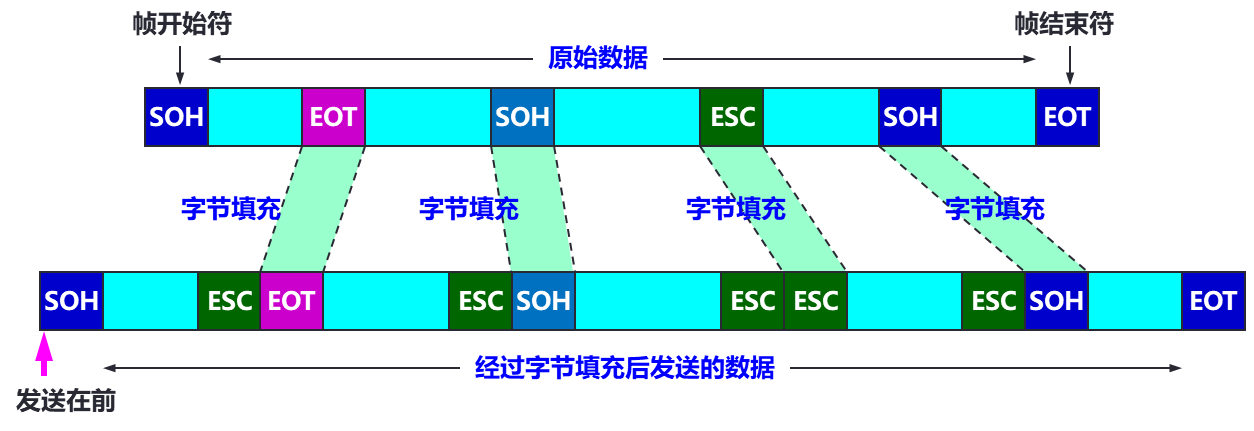 帧开始符 帧结束符
原始数据
SOH EOT SOH ESC SOH EOT
字节填充 字节填充 字节填充 字节填充
SOH ESC EOT ESC SOH ESC ESC ESC SOH EOT
经过字节填充后发送的数据
发送在前